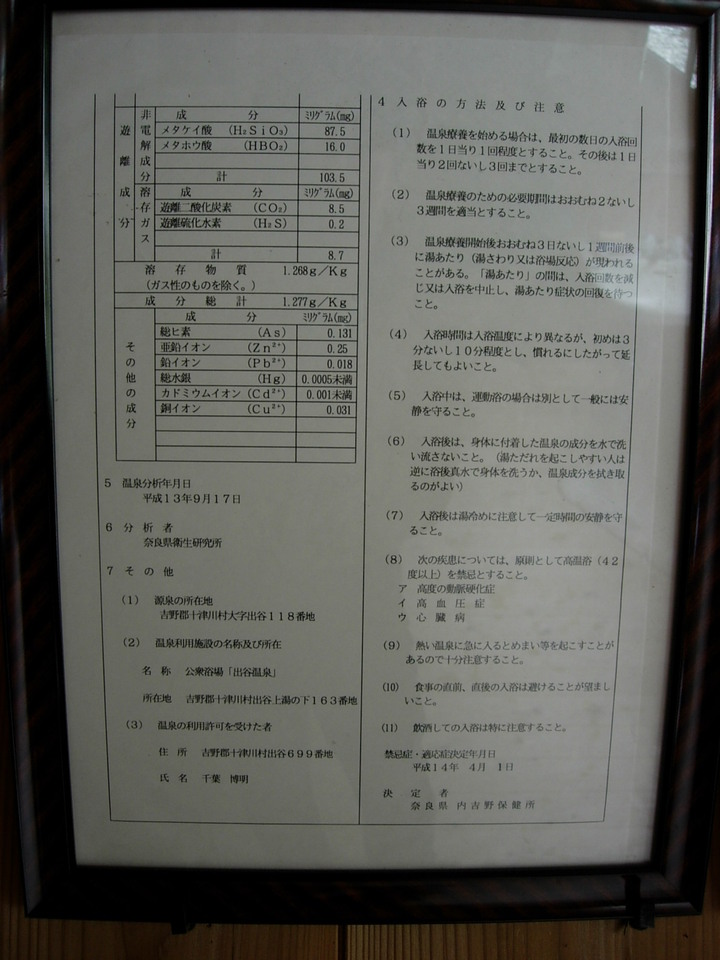 遊離成分
非電解成分
成　分　ﾐﾘｸﾞﾗﾑ(mg)
メタケイ酸　（H₂SiO₃）　87.5
メタホウ酸　（HBO₂）　16.0
計　103.5
溶存ガス
成　分　ﾐﾘｸﾞﾗﾑ(mg)
遊離二酸化炭素　（CO₂）　8.5
遊離硫化水素　（H₂S）　0.2
計　8.7
溶存物質　1.268g／Kg
（ガス性のものを除く。）
成分総計　1.277g／Kg
その他の成分
成　分　ﾐﾘｸﾞﾗﾑ(mg)
総ヒ素　（As）　0.131
亜鉛イオン　（Zn²⁺）　0.25
鉛イオン　（Pb²⁺）　0.018
総水銀　（Hg）　0.0005未満
カドミウムイオン（Cd²⁺）　0.001未満
銅イオン　（Cu²⁺）　0.031
5　温泉分析年月日
平成13年9月17日
6　分析者
奈良県衛生研究所
7　その他
（1）　源泉の所在地
吉野郡十津川村大字出谷118番地
（2）　温泉利用施設の名称及び所在
名　称　公衆浴場「出谷温泉」
所在地　吉野郡十津川村出谷上湯の下163番地
（3）　温泉の利用許可を受けた者
住　所　吉野郡十津川村出谷699番地
氏　名　千葉　博明
4　入浴の方法及び注意
（1）　温泉療養を始める場合は、最初の数日の入浴回
数を1日当り1回程度とすること。その後は1日
当り2回ないし3回までとすること。
（2）　温泉療養のための必要期間はおおむね2ないし
3週間を適当とすること。
（3）　温泉療養開始後おおむね3日ないし1週間前後
に湯あたり（湯さわり又は浴場反応）が現われる
ことがある。「湯あたり」の間は、入浴回数を減
じ又は入浴を中止し、湯あたり症状の回復を待つ
こと。
（4）　入浴時間は入浴温度により異なるが、初めは3
分ないし10分程度とし、慣れるにしたがって延
長してもよいこと。
（5）　入浴中は、運動浴の場合は別として一般には安
静を守ること。
（6）　入浴後は、身体に付着した温泉の成分を水で洗
い流さないこと。（湯ただれを起こしやすい人は
逆に浴後真水で身体を洗うか、温泉成分を拭き取
るのがよい）
（7）　入浴後は湯冷めに注意して一定時間の安静を守
ること。
（8）　次の疾患については、原則として高温浴（42
度以上）を禁忌とすること。
ア　高度の動脈硬化症
イ　高血圧症
ウ　心臓病
（9）　熱い温泉に急に入るとめまい等を起こすことが
あるので十分注意すること。
（10）　食事の直前、直後の入浴は避けることが望まし
いこと。
（11）　飲酒しての入浴は特に注意すること。
禁忌症・適応症決定年月日
平成14年　4月　1日
決　定　者
奈良県　内吉野保健所